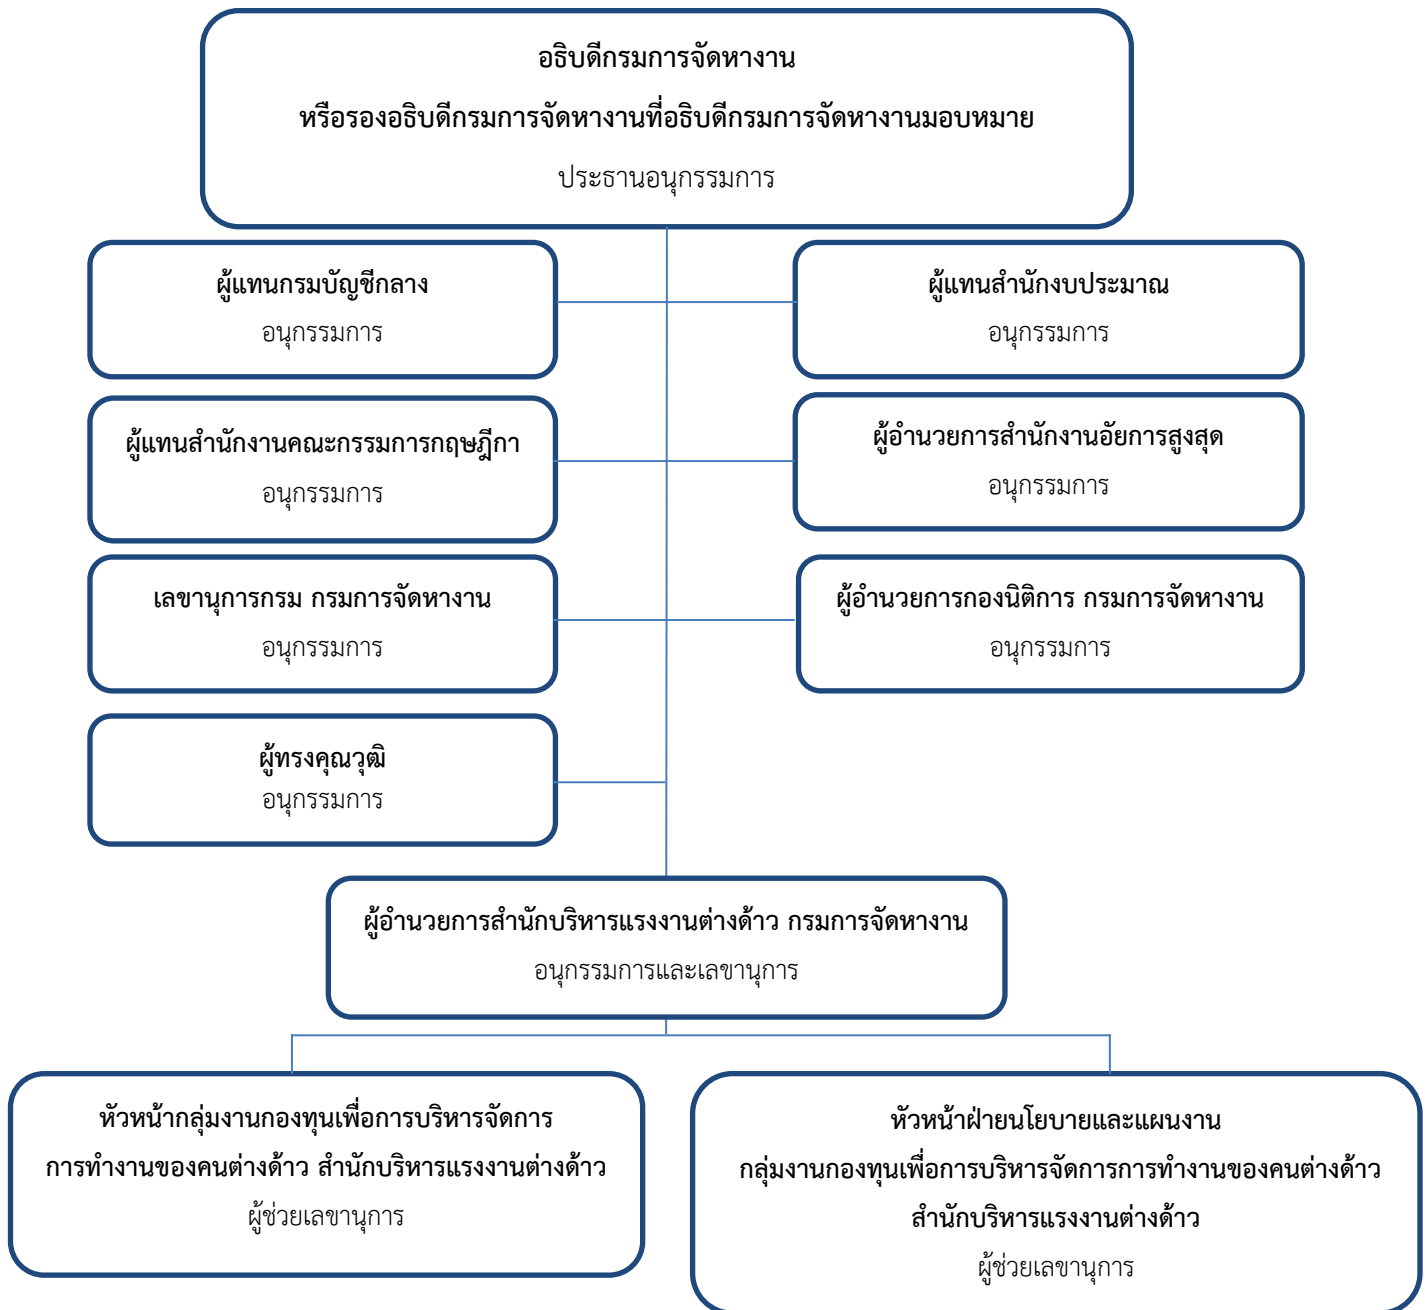 อธิบดีกรมการจัดหางาน
หรือรองอธิบดีกรมการจัดหางานที่อธิบดีกรมการจัดหางานมอบหมาย
ประธานอนุกรรมการ
ผู้แทนกรมบัญชีกลาง
อนุกรรมการ
ผู้แทนสำนักงบประมาณ
อนุกรรมการ
ผู้แทนสำนักงานคณะกรรมการกฤษฎีกา
อนุกรรมการ
ผู้อำนวยการสำนักงานอัยการสูงสุด
อนุกรรมการ
เลขานุการกรม กรมการจัดหางาน
อนุกรรมการ
ผู้อำนวยการกองนิติการ กรมการจัดหางาน
อนุกรรมการ
ผู้ทรงคุณวุฒิ
อนุกรรมการ
ผู้อำนวยการสำนักบริหารแรงงานต่างด้าว กรมการจัดหางาน
อนุกรรมการและเลขานุการ
หัวหน้ากลุ่มงานกองทุนเพื่อการบริหารจัดการ
การทำงานของคนต่างด้าว สำนักบริหารแรงงานต่างด้าว
ผู้ช่วยเลขานุการ
หัวหน้าฝ่ายนโยบายและแผนงาน
กลุ่มงานกองทุนเพื่อการบริหารจัดการการทำงานของคนต่างด้าว
สำนักบริหารแรงงานต่างด้าว
ผู้ช่วยเลขานุการ